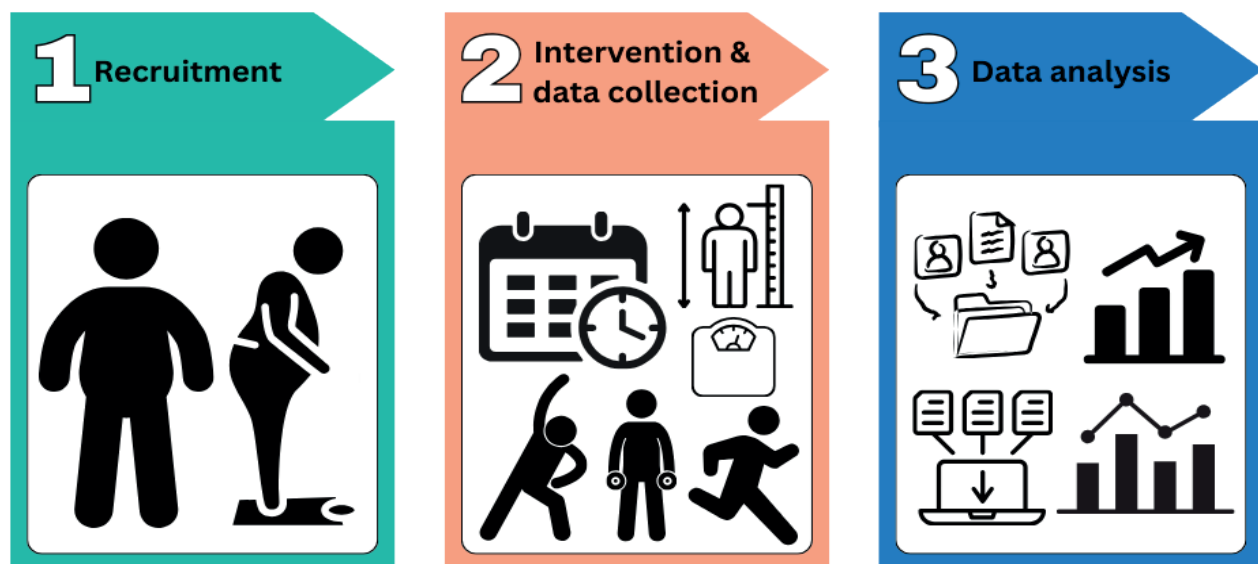 1 Recruitment
2 Intervention &
data collection
3 Data analysis